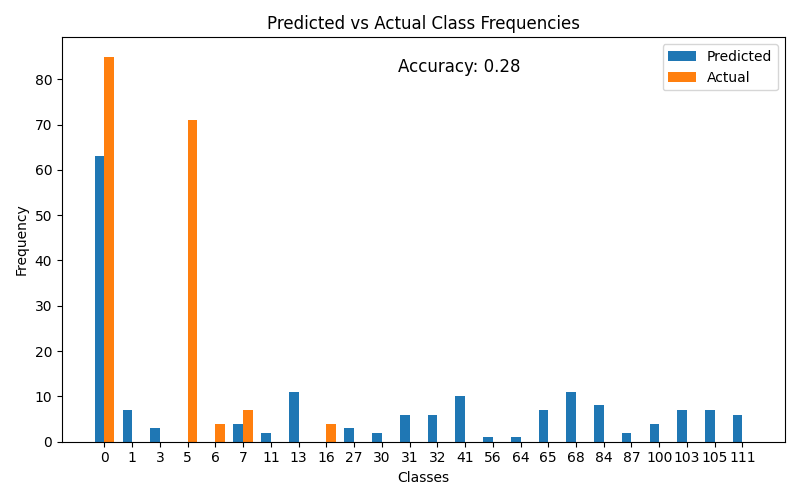 Predicted vs Actual Class Frequencies
Accuracy: 0.28
Predicted
Actual
Frequency
80
70
60
50
40
30
20
10
0
0 1 3 5 6 7 11 13 16 27 30 31 32 41 56 64 65 68 84 87 100 103 105 111
Classes